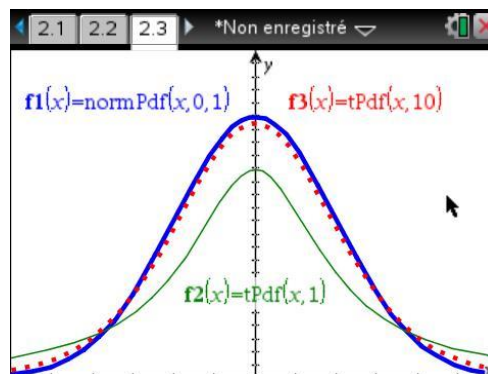 2.1 2.2 2.3 *Non enregistré
y
f1(x)=normPdf(x,0,1) f3(x)=tPdf(x,10)
f2(x)=tPdf(x,1)